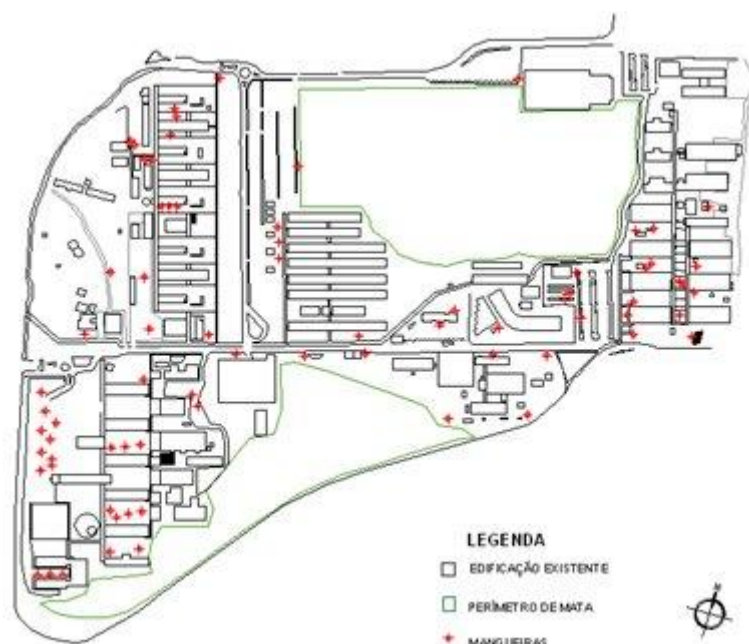 LEGENDA
EDIFICAÇÃO EXISTENTE
PERÍMETRO DE MATA
MANGUEIRAS
N